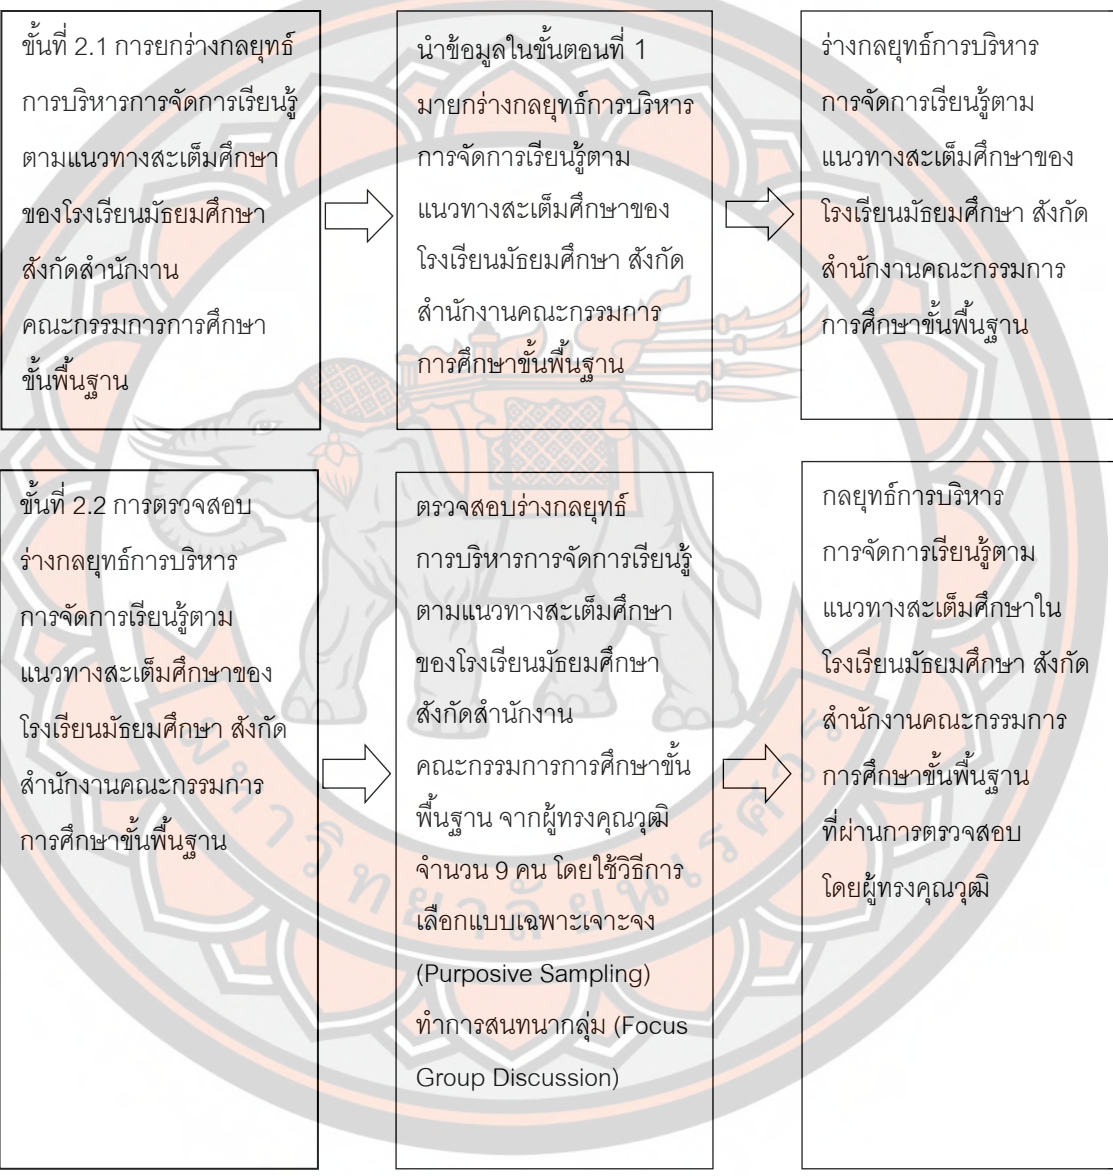 ขั้นที่ 2.1 การยกร่างกลยุทธ์
การบริหารการจัดการเรียนรู้
ตามแนวทางสะเต็มศึกษา
ของโรงเรียนมัธยมศึกษา
สังกัดสำนักงาน
คณะกรรมการการศึกษา
ขั้นพื้นฐาน
นำข้อมูลในขั้นตอนที่ 1
มายกร่างกลยุทธ์การบริหาร
การจัดการเรียนรู้ตาม
แนวทางสะเต็มศึกษาของ
โรงเรียนมัธยมศึกษา สังกัด
สำนักงานคณะกรรมการ
การศึกษาขั้นพื้นฐาน
ร่างกลยุทธ์การบริหาร
การจัดการเรียนรู้ตาม
แนวทางสะเต็มศึกษาของ
โรงเรียนมัธยมศึกษา สังกัด
สำนักงานคณะกรรมการ
การศึกษาขั้นพื้นฐาน
ขั้นที่ 2.2 การตรวจสอบ
ร่างกลยุทธ์การบริหาร
การจัดการเรียนรู้ตาม
แนวทางสะเต็มศึกษาของ
โรงเรียนมัธยมศึกษา สังกัด
สำนักงานคณะกรรมการ
การศึกษาขั้นพื้นฐาน
ตรวจสอบร่างกลยุทธ์
การบริหารการจัดการเรียนรู้
ตามแนวทางสะเต็มศึกษา
ของโรงเรียนมัธยมศึกษา
สังกัดสำนักงาน
คณะกรรมการการศึกษาขั้น
พื้นฐาน จากผู้ทรงคุณวุฒิ
จำนวน 9 คน โดยใช้วิธีการ
เลือกแบบเฉพาะเจาะจง
(Purposive Sampling)
ทำการสนทนากลุ่ม (Focus
Group Discussion)
กลยุทธ์การบริหาร
การจัดการเรียนรู้ตาม
แนวทางสะเต็มศึกษาใน
โรงเรียนมัธยมศึกษา สังกัด
สำนักงานคณะกรรมการ
การศึกษาขั้นพื้นฐาน
ที่ผ่านการตรวจสอบ
โดยผู้ทรงคุณวุฒิ
มหาวิทยาลัยนเรศวร